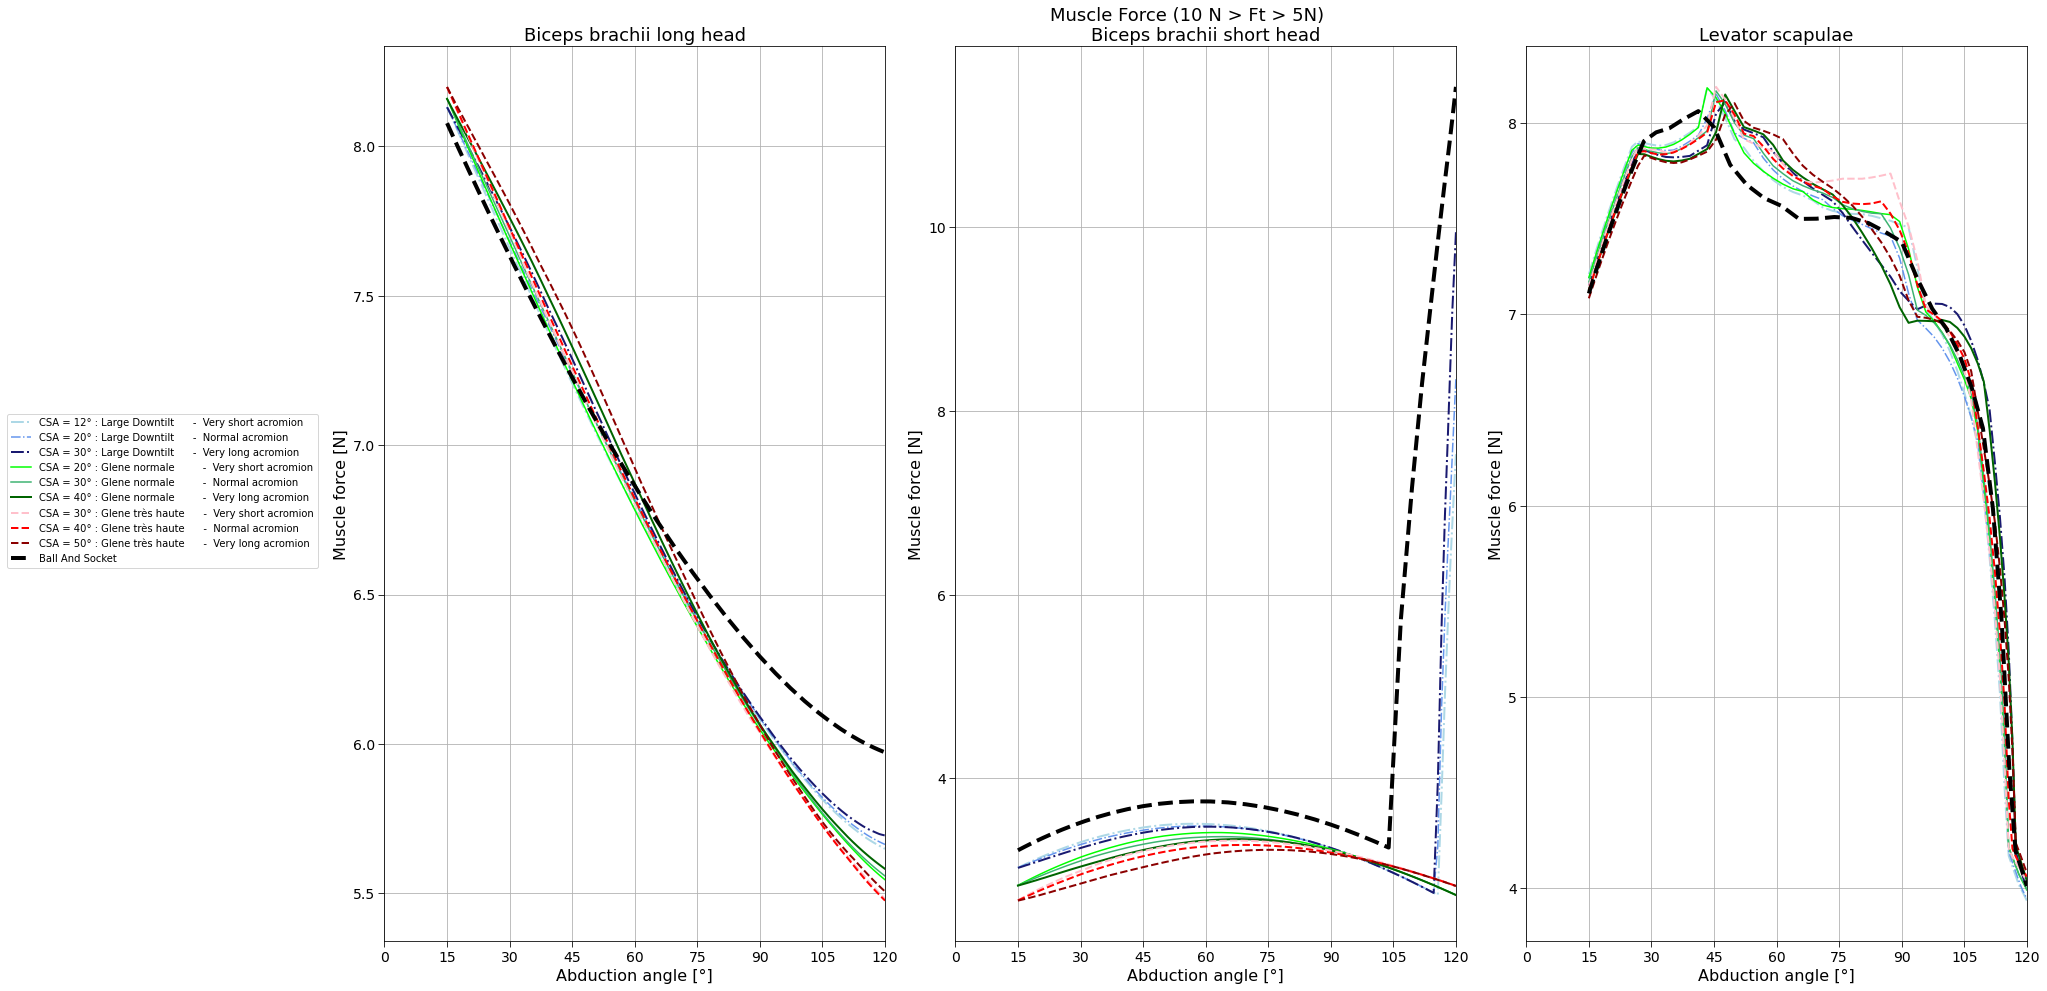 Muscle Force (10 N > Ft > 5N)
Biceps brachii long head
Biceps brachii short head
Levator scapulae
CSA = 12° : Large Downtilt - Very short acromion
CSA = 20° : Large Downtilt - Normal acromion
CSA = 30° : Large Downtilt - Very long acromion
CSA = 20° : Glene normale - Very short acromion
CSA = 30° : Glene normale - Normal acromion
CSA = 40° : Glene normale - Very long acromion
CSA = 30° : Glene très haute - Very short acromion
CSA = 40° : Glene très haute - Normal acromion
CSA = 50° : Glene très haute - Very long acromion
Ball And Socket
Muscle force [N]
8.0
7.5
7.0
6.5
6.0
5.5
0 15 30 45 60 75 90 105 120
Abduction angle [°]
Muscle force [N]
10
8
6
4
0 15 30 45 60 75 90 105 120
Abduction angle [°]
Muscle force [N]
8
7
6
5
4
0 15 30 45 60 75 90 105 120
Abduction angle [°]